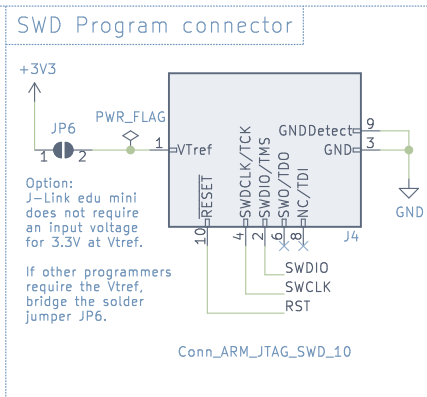 SWD Program connector
+3V3
PWR_FLAG
JP6
1 2
1
VTref
GNDDetect
9
GND
3
RESET
SWDCLK/TCK
SWDIO/TMS
SWO/TDO
NC/TDI
10
4
2
6
8
J4
GND
Option:
J-Link edu mini
does not require
an input voltage
for 3.3V at Vtref.
If other programmers
require the Vtref,
bridge the solder
jumper JP6.
SWDIO
SWCLK
RST
Conn_ARM_JTAG_SWD_10